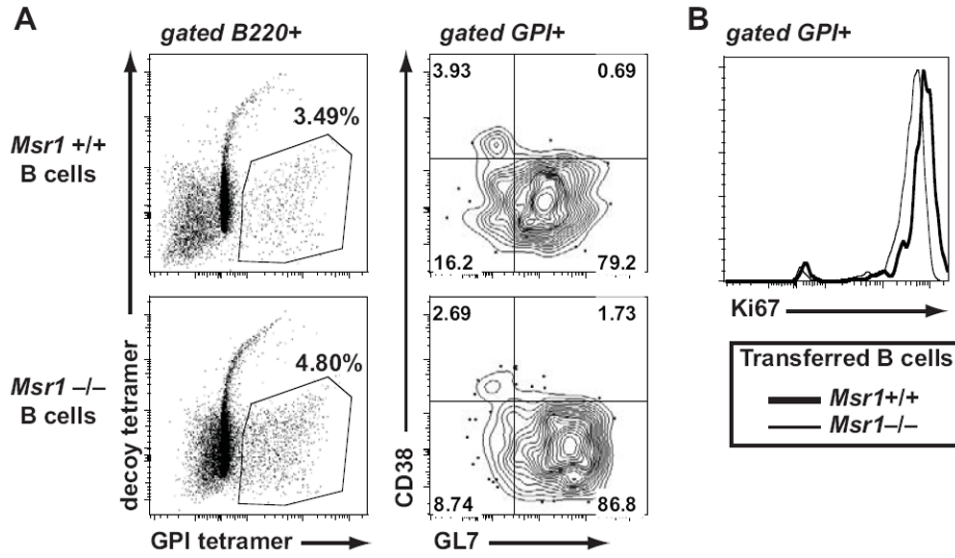 A
gated B220+
gated GPI+
B
gated GPI+
Msr1 +/+
B cells
3.49%
3.93
0.69
16.2
79.2
Msr1 –/–
B cells
4.80%
2.69
1.73
8.74
86.8
decoy tetramer
GPI tetramer
CD38
GL7
Ki67
Transferred B cells
Msr1+/+
Msr1–/–